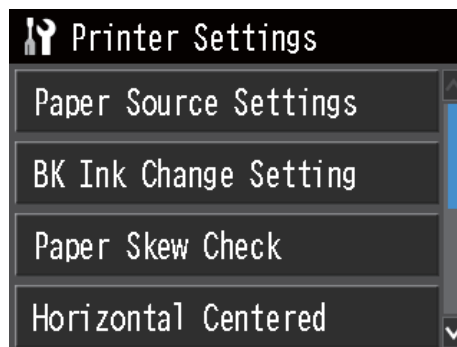 Printer Settings
Paper Source Settings
BK Ink Change Setting
Paper Skew Check
Horizontal Centered